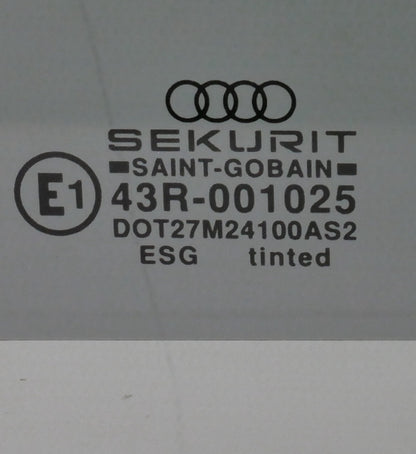 SEKURIT
SAINT-GOBAIN
E1 43R-001025
DOT27M24100AS2
ESG tinted